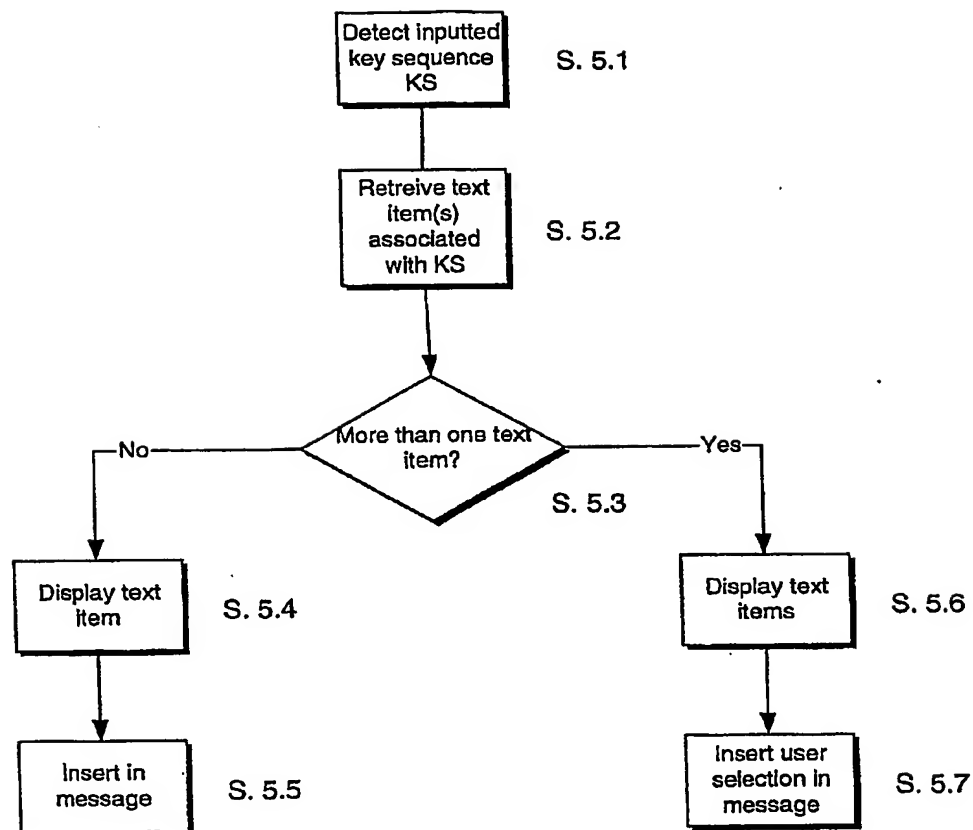 Detect inputted
key sequence
KS
S. 5.1
Retreive text
item(s)
associated
with KS
S. 5.2
More than one text
item?
No
Yes
S. 5.3
Display text
item
S. 5.4
Display text
items
S. 5.6
Insert in
message
S. 5.5
Insert user
selection in
message
S. 5.7